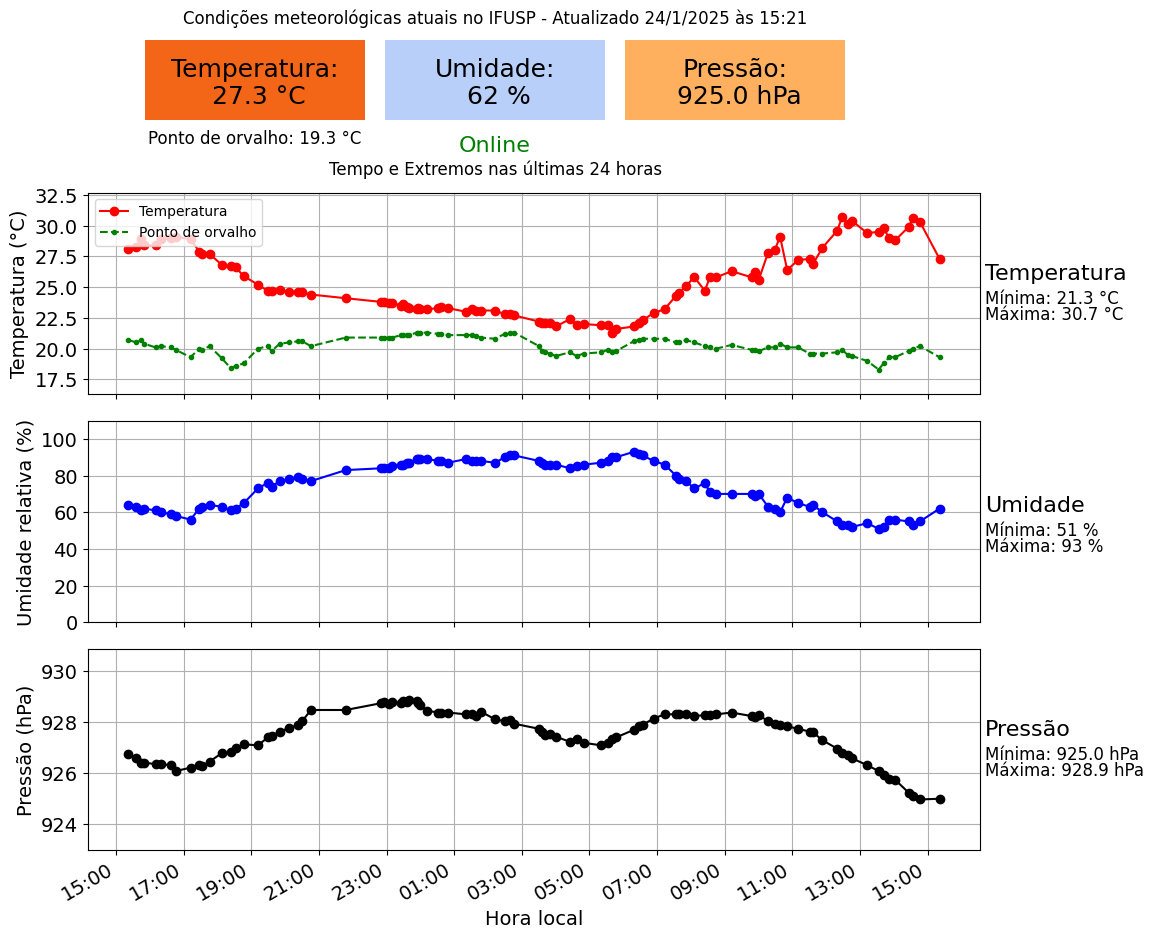 Condições meteorológicas atuais no IFUSP - Atualizado 24/1/2025 às 15:21
Temperatura:
27.3 °C
Umidade:
62 %
Pressão:
925.0 hPa
Ponto de orvalho: 19.3 °C
Online
Tempo e Extremos nas últimas 24 horas
Temperatura (°C)
32.5
30.0
27.5
25.0
22.5
20.0
17.5
Temperatura
Ponto de orvalho
Temperatura
Mínima: 21.3 °C
Máxima: 30.7 °C
Umidade relativa (%)
100
80
60
40
20
0
Umidade
Mínima: 51 %
Máxima: 93 %
Pressão (hPa)
930
928
926
924
Pressão
Mínima: 925.0 hPa
Máxima: 928.9 hPa
15:00
17:00
19:00
21:00
23:00
01:00
03:00
05:00
07:00
09:00
11:00
13:00
15:00
Hora local